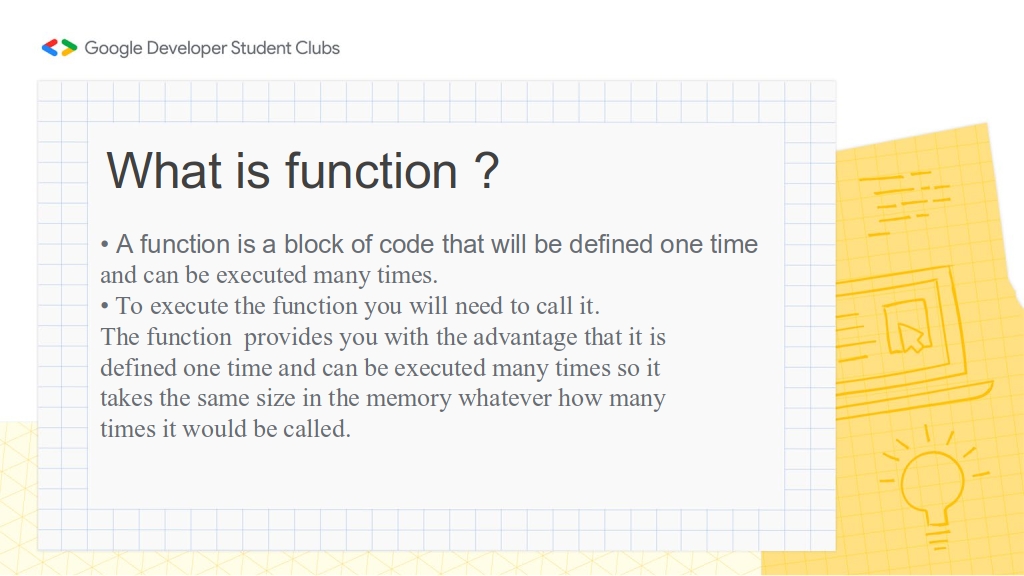 Google Developer Student Clubs
What is function ?
• A function is a block of code that will be defined one time
and can be executed many times.
• To execute the function you will need to call it.
The function  provides you with the advantage that it is
defined one time and can be executed many times so it
takes the same size in the memory whatever how many
times it would be called.